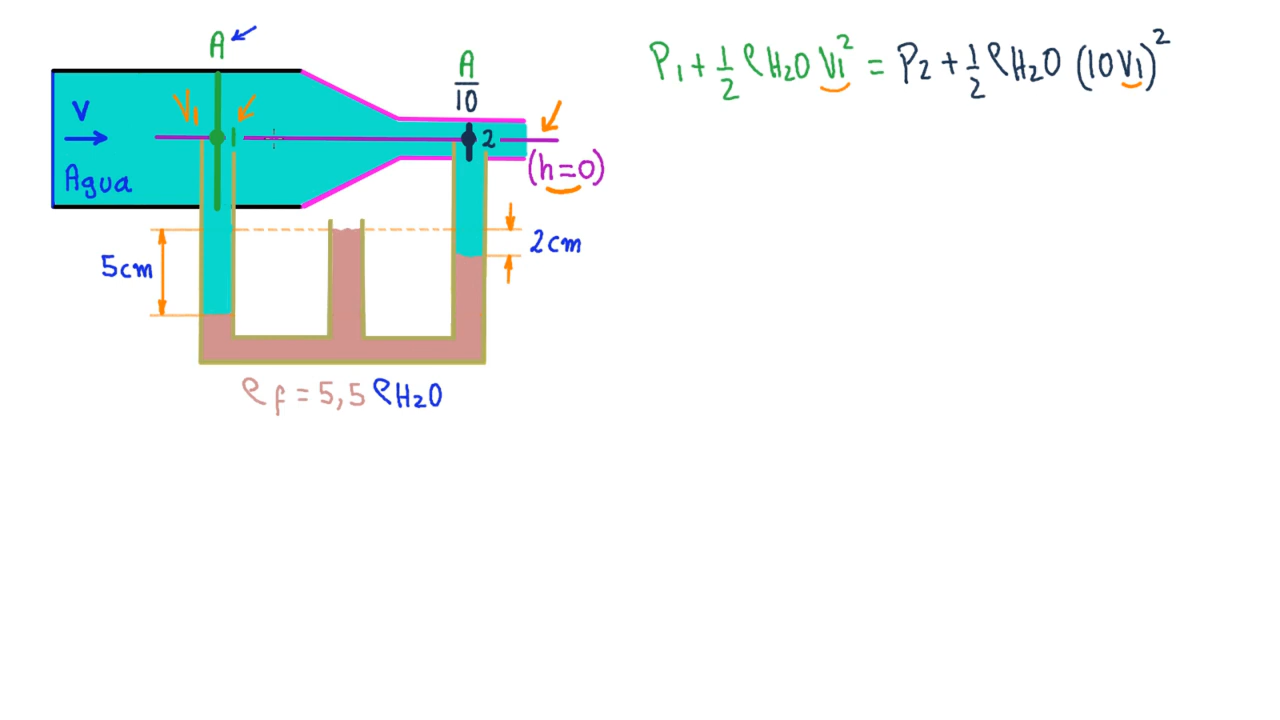 A
A/10
V
V₁
1
2
(h=0)
Agua
5cm
2cm
ρf = 5,5 ρH₂O
P₁ + 1/2 ρH₂O V₁² = P₂ + 1/2 ρH₂O (10V₁)²